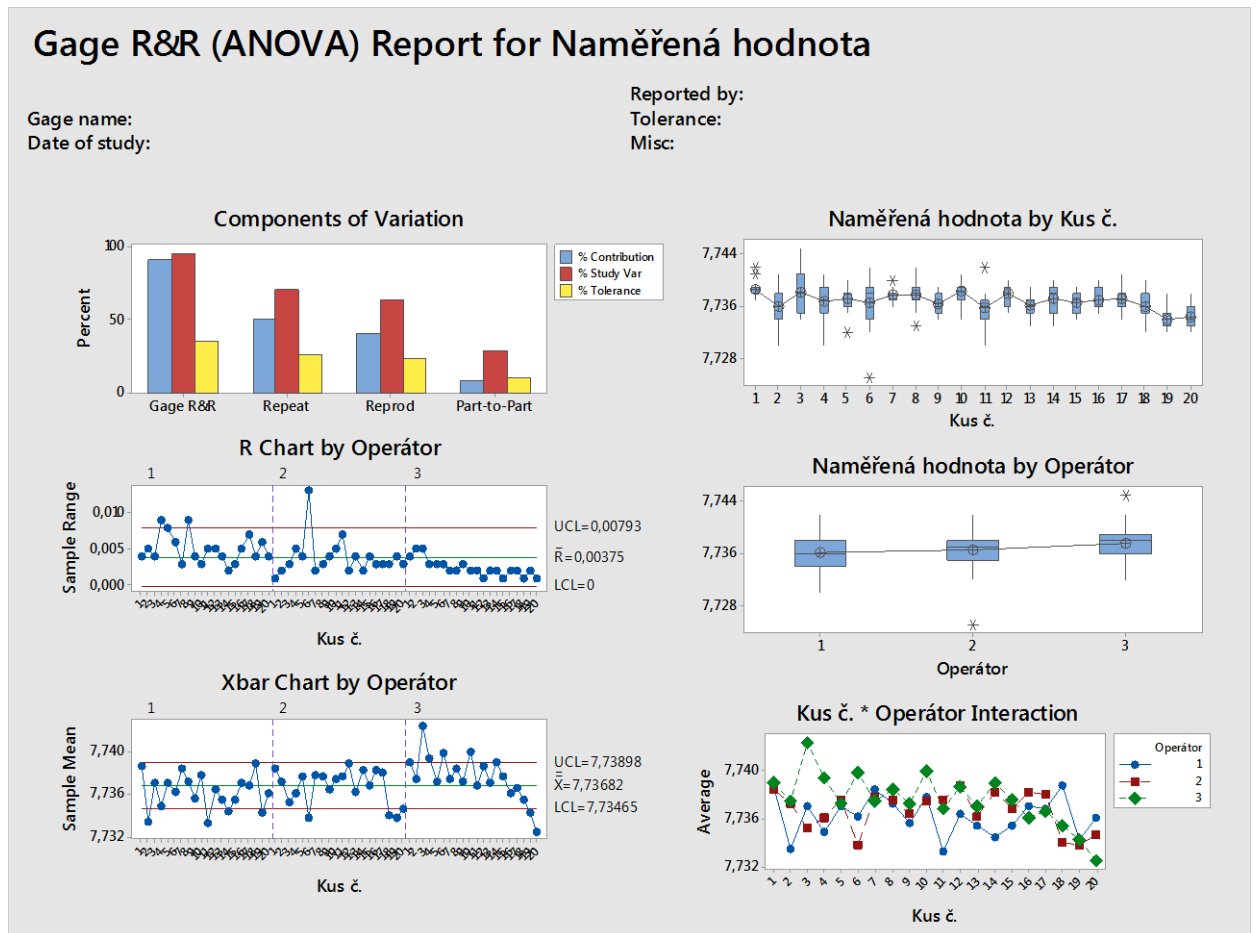 Gage R&R (ANOVA) Report for Naměřená hodnota
Gage name:
Date of study:
Reported by:
Tolerance:
Misc:
Components of Variation
100
50
0
Percent
Gage R&R Repeat Reprod Part-to-Part
% Contribution
% Study Var
% Tolerance
R Chart by Operátor
1 2 3
0,010
0,005
0,000
Sample Range
UCL=0,00793
R=0,00375
LCL=0
Kus č.
Xbar Chart by Operátor
1 2 3
7,740
7,736
7,732
Sample Mean
UCL=7,73898
X=7,73682
LCL=7,73465
Kus č.
Naměřená hodnota by Kus č.
7,744
7,736
7,728
1 2 3 4 5 6 7 8 9 10 11 12 13 14 15 16 17 18 19 20
Kus č.
Naměřená hodnota by Operátor
7,744
7,736
7,728
1 2 3
Operátor
Kus č. * Operátor Interaction
7,740
7,736
7,732
Average
1 2 3 4 5 6 7 8 9 10 11 12 13 14 15 16 17 18 19 20
Kus č.
Operátor
1
2
3